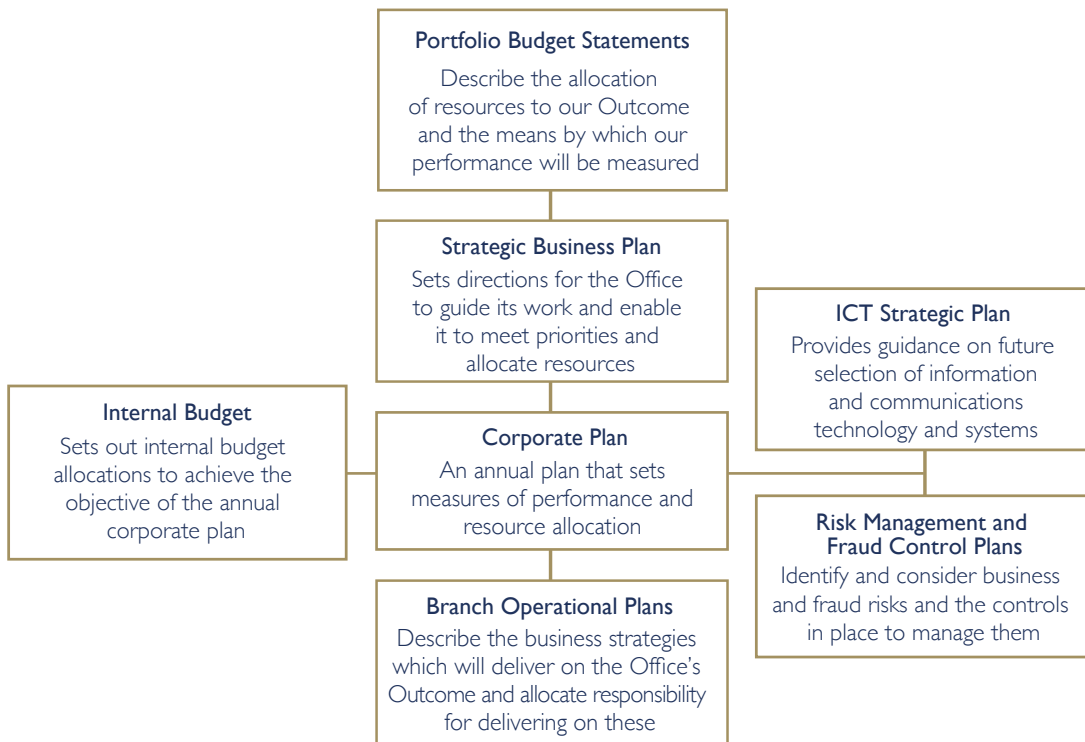 Portfolio Budget Statements
Describe the allocation
of resources to our Outcome
and the means by which our
performance will be measured
Strategic Business Plan
Sets directions for the Office
to guide its work and enable
it to meet priorities and
allocate resources
ICT Strategic Plan
Provides guidance on future
selection of information
and communications
technology and systems
Internal Budget
Sets out internal budget
allocations to achieve the
objective of the annual
corporate plan
Corporate Plan
An annual plan that sets
measures of performance and
resource allocation
Risk Management and
Fraud Control Plans
Identify and consider business
and fraud risks and the controls
in place to manage them
Branch Operational Plans
Describe the business strategies
which will deliver on the Office's
Outcome and allocate responsibility
for delivering on these